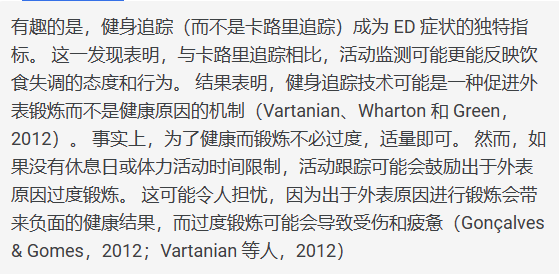 有趣的是，健身追踪（而不是卡路里追踪）成为 ED 症状的独特指
标。 这一发现表明，与卡路里追踪相比，活动监测可能更能反映饮
食失调的态度和行为。 结果表明，健身追踪技术可能是一种促进外
表锻炼而不是健康原因的机制（Vartanian、Wharton 和 Green，
2012）。 事实上，为了健康而锻炼不必过度，适量即可。 然而，如
果没有休息日或体力活动时间限制，活动跟踪可能会鼓励出于外表
原因过度锻炼。 这可能令人担忧，因为出于外表原因进行锻炼会带
来负面的健康结果，而过度锻炼可能会导致受伤和疲惫（Gonçalves
& Gomes，2012；Vartanian 等人，2012）